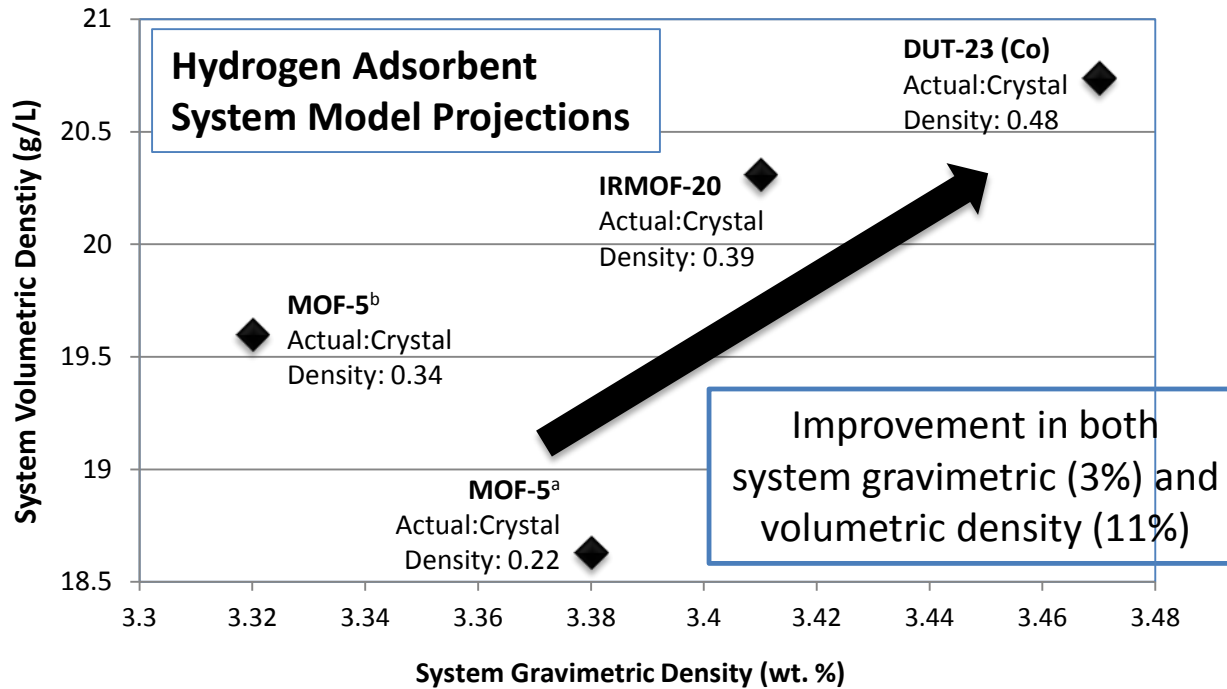 Hydrogen Adsorbent
System Model Projections
DUT-23 (Co)
Actual:Crystal
Density: 0.48
IRMOF-20
Actual:Crystal
Density: 0.39
MOF-5ᵇ
Actual:Crystal
Density: 0.34
MOF-5ᵃ
Actual:Crystal
Density: 0.22
Improvement in both
system gravimetric (3%) and
volumetric density (11%)
System Volumetric Denstiy (g/L)
21
20.5
20
19.5
19
18.5
3.3 3.32 3.34 3.36 3.38 3.4 3.42 3.44 3.46 3.48
System Gravimetric Density (wt. %)